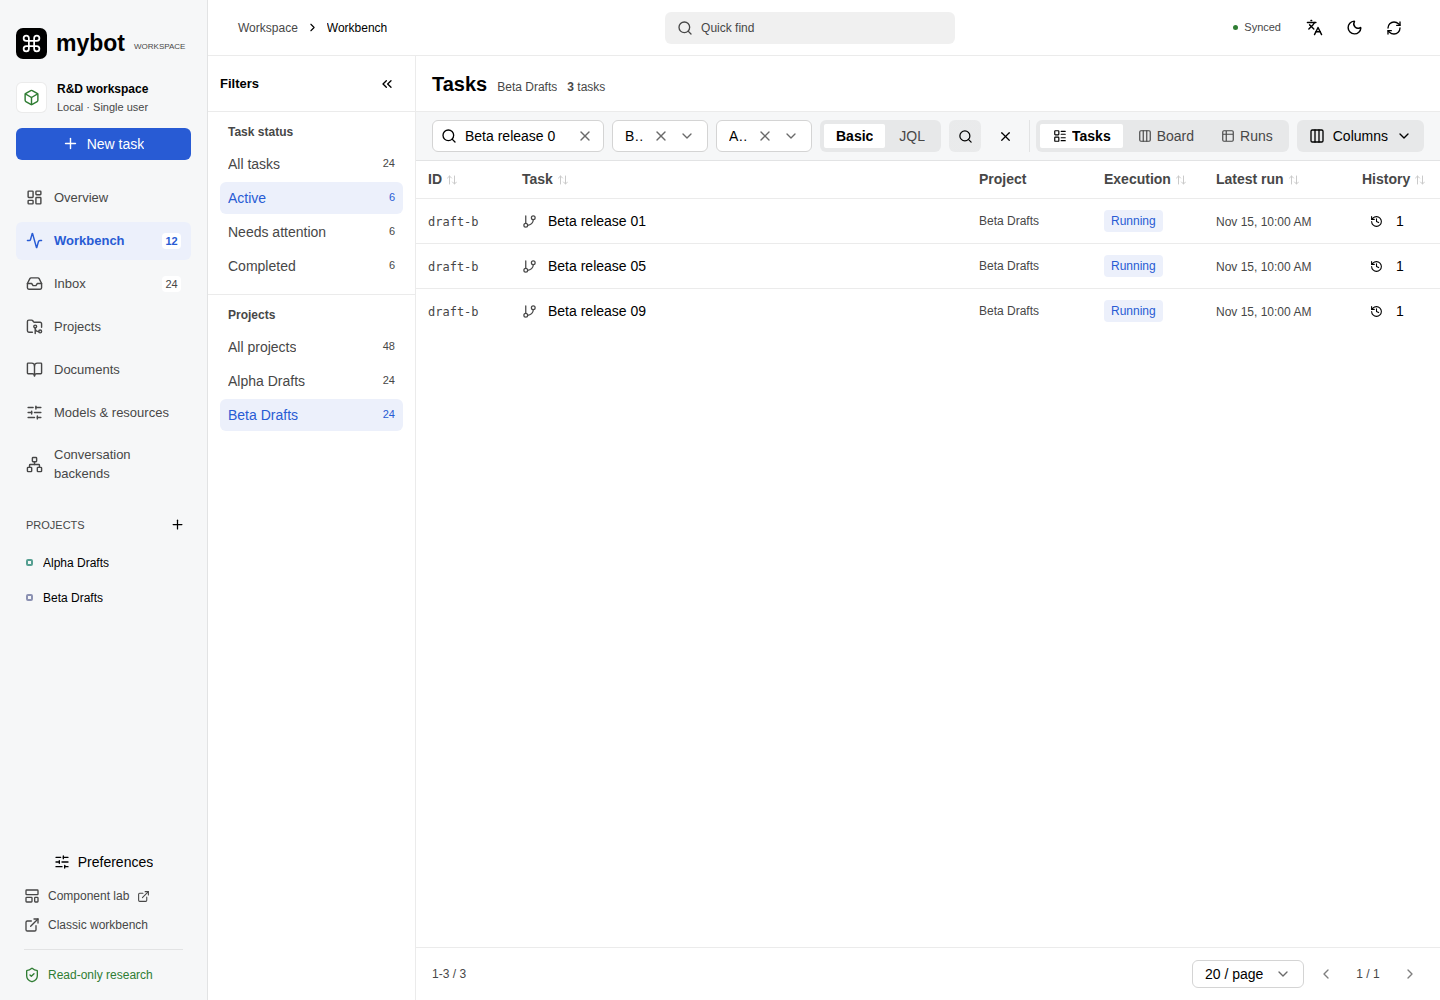 mybot WORKSPACE
R&D workspace
Local · Single user
New task
Overview
Workbench 12
Inbox 24
Projects
Documents
Models & resources
Conversation
backends
PROJECTS
Alpha Drafts
Beta Drafts
Preferences
Component lab
Classic workbench
Read-only research
Workspace Workbench
Quick find
Synced
Filters
Task status
All tasks 24
Active 6
Needs attention 6
Completed 6
Projects
All projects 48
Alpha Drafts 24
Beta Drafts 24
Tasks Beta Drafts 3 tasks
Beta release 0 B.. A.. Basic JQL Tasks Board Runs Columns
ID Task Project Execution Latest run History
draft-b Beta release 01 Beta Drafts Running Nov 15, 10:00 AM 1
draft-b Beta release 05 Beta Drafts Running Nov 15, 10:00 AM 1
draft-b Beta release 09 Beta Drafts Running Nov 15, 10:00 AM 1
1-3 / 3 20 / page 1 / 1